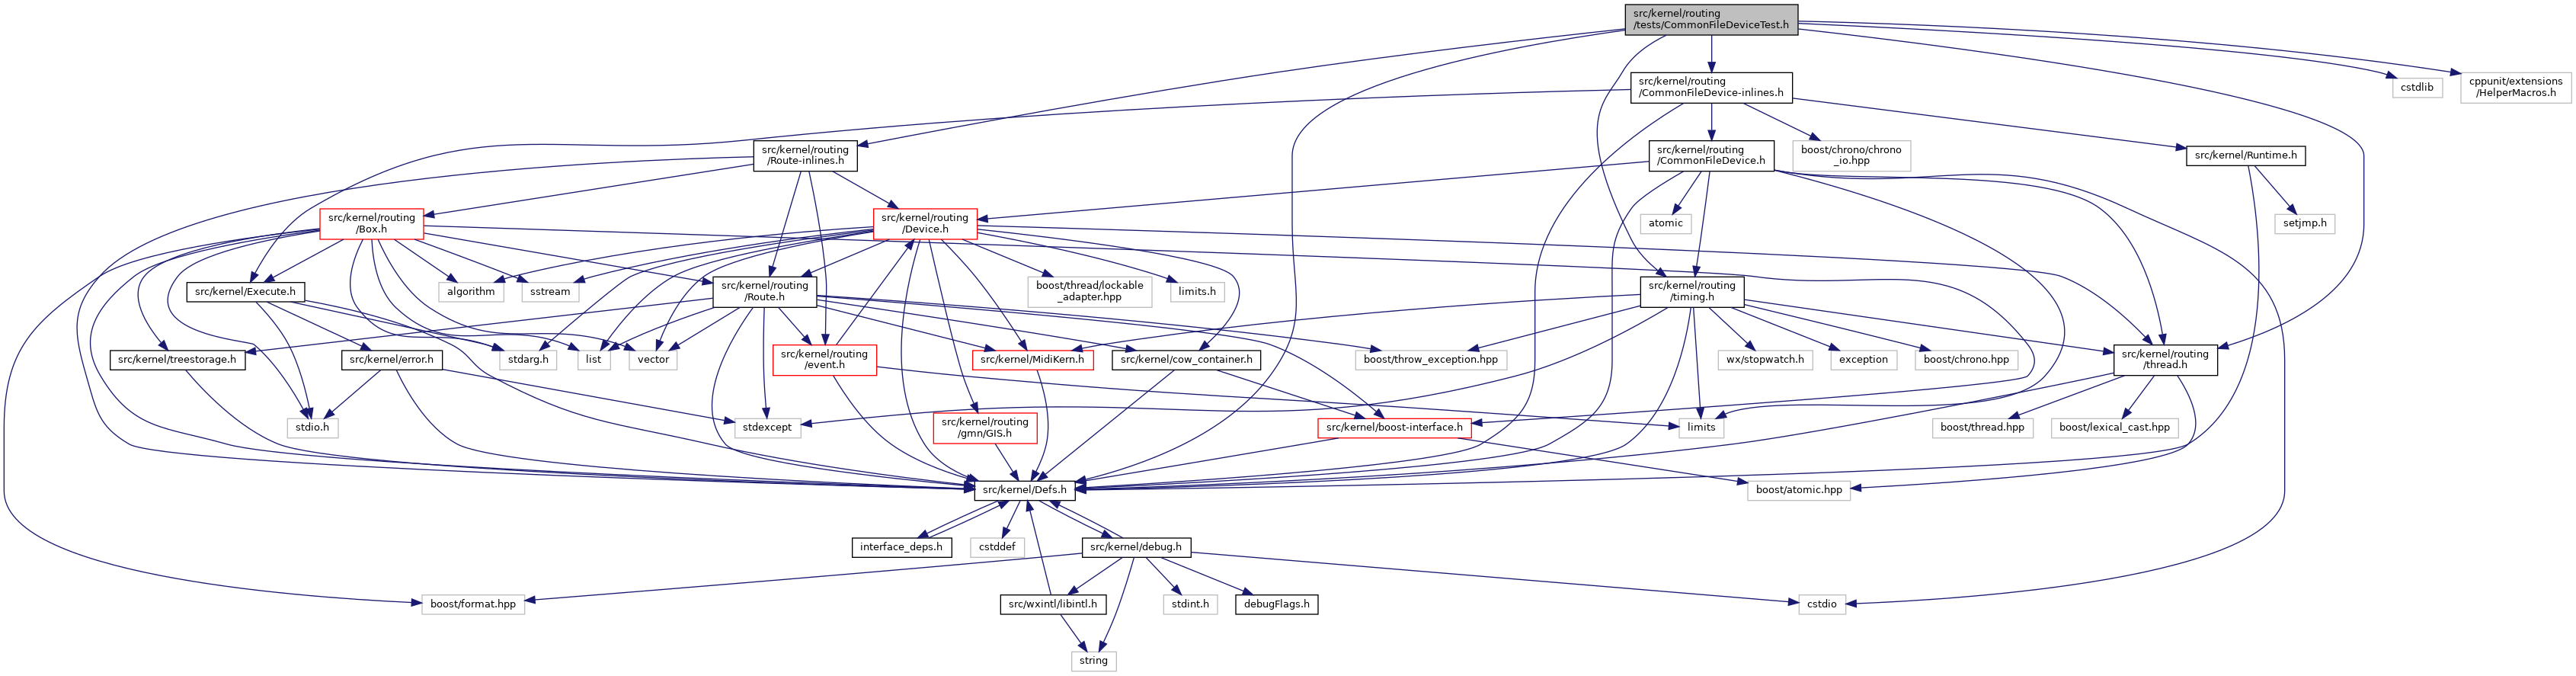 src/kernel/routing
/tests/CommonFileDeviceTest.h
src/kernel/routing
/CommonFileDevice-inlines.h
cstdlib
cppunit/extensions
/HelperMacros.h
src/kernel/routing
/Route-inlines.h
src/kernel/routing
/CommonFileDevice.h
boost/chrono/chrono
_io.hpp
src/kernel/Runtime.h
src/kernel/routing
/Box.h
src/kernel/routing
/Device.h
atomic
setjmp.h
src/kernel/Execute.h
algorithm
sstream
src/kernel/routing
/Route.h
boost/thread/lockable
_adapter.hpp
limits.h
src/kernel/routing
/timing.h
src/kernel/treestorage.h
src/kernel/error.h
stdarg.h
list
vector
src/kernel/routing
/event.h
src/kernel/MidiKern.h
src/kernel/cow_container.h
boost/throw_exception.hpp
wx/stopwatch.h
exception
boost/chrono.hpp
src/kernel/routing
/thread.h
stdio.h
stdexcept
src/kernel/routing
/gmn/GIS.h
src/kernel/boost-interface.h
limits
boost/thread.hpp
boost/lexical_cast.hpp
src/kernel/Defs.h
boost/atomic.hpp
interface_deps.h
cstddef
src/kernel/debug.h
boost/format.hpp
src/wxintl/libintl.h
stdint.h
debugFlags.h
cstdio
string